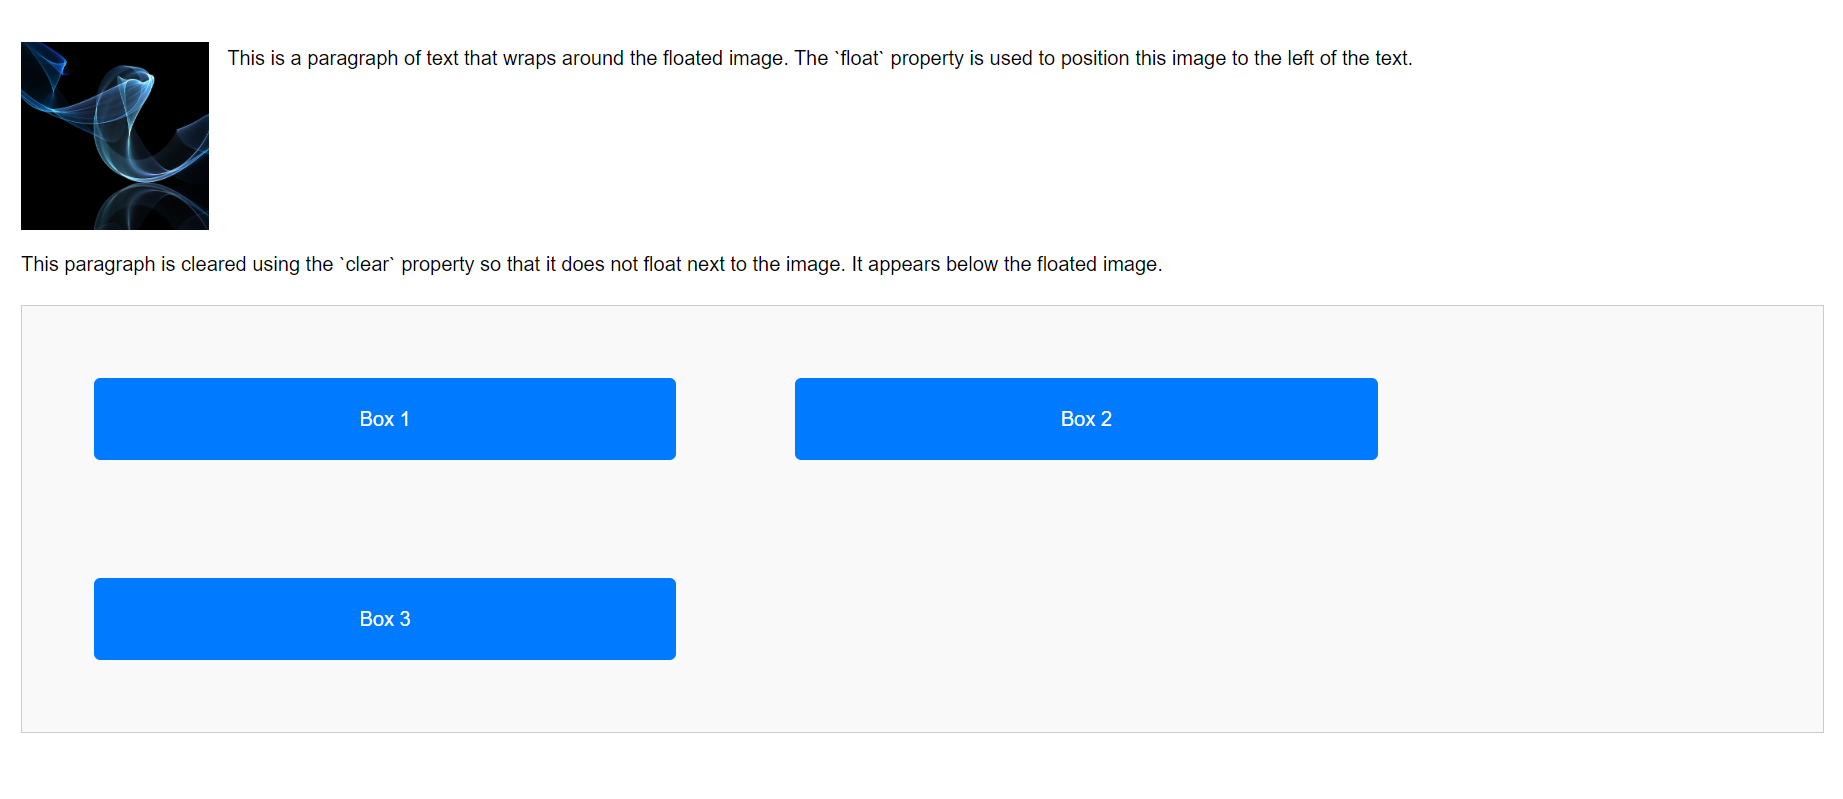 This is a paragraph of text that wraps around the floated image. The `float` property is used to position this image to the left of the text.
This paragraph is cleared using the `clear` property so that it does not float next to the image. It appears below the floated image.
Box 1
Box 2
Box 3